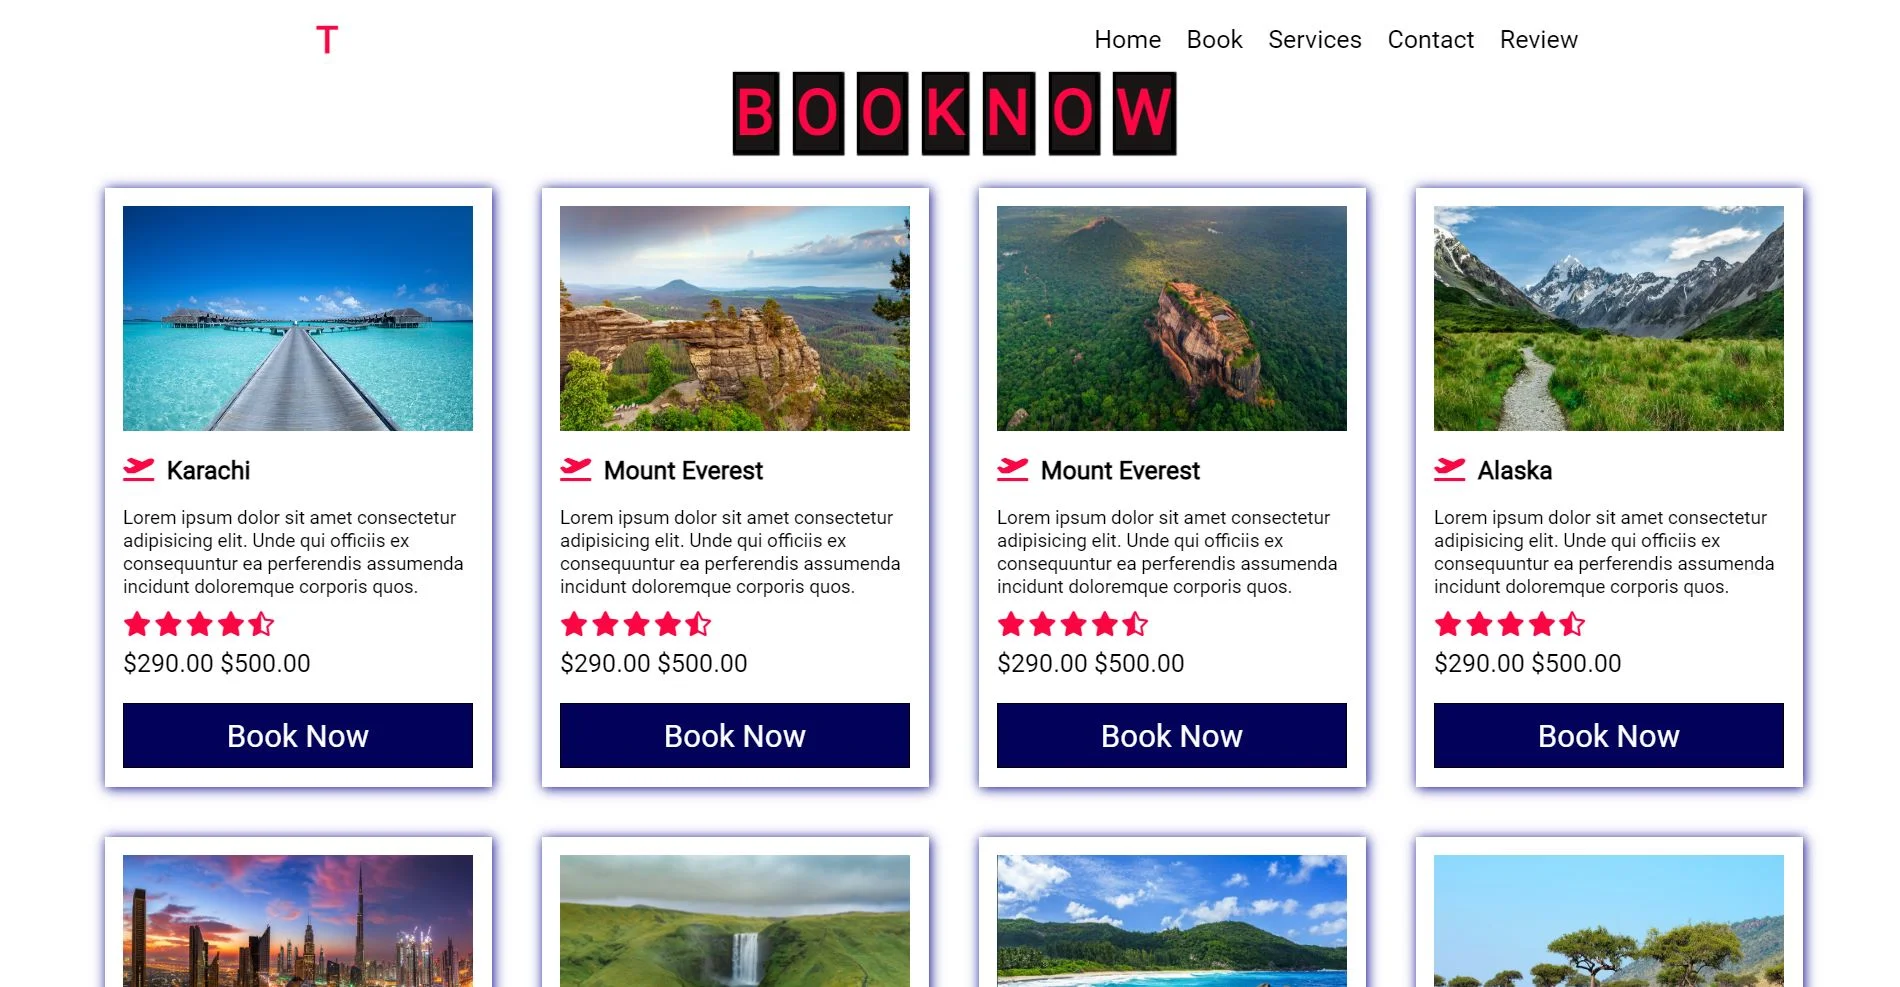 T
Home Book Services Contact Review
BOOKNOW
Karachi
Lorem ipsum dolor sit amet consectetur
adipisicing elit. Unde qui officiis ex
consequuntur ea perferendis assumenda
incidunt doloremque corporis quos.
$290.00 $500.00
Book Now
Mount Everest
Lorem ipsum dolor sit amet consectetur
adipisicing elit. Unde qui officiis ex
consequuntur ea perferendis assumenda
incidunt doloremque corporis quos.
$290.00 $500.00
Book Now
Mount Everest
Lorem ipsum dolor sit amet consectetur
adipisicing elit. Unde qui officiis ex
consequuntur ea perferendis assumenda
incidunt doloremque corporis quos.
$290.00 $500.00
Book Now
Alaska
Lorem ipsum dolor sit amet consectetur
adipisicing elit. Unde qui officiis ex
consequuntur ea perferendis assumenda
incidunt doloremque corporis quos.
$290.00 $500.00
Book Now